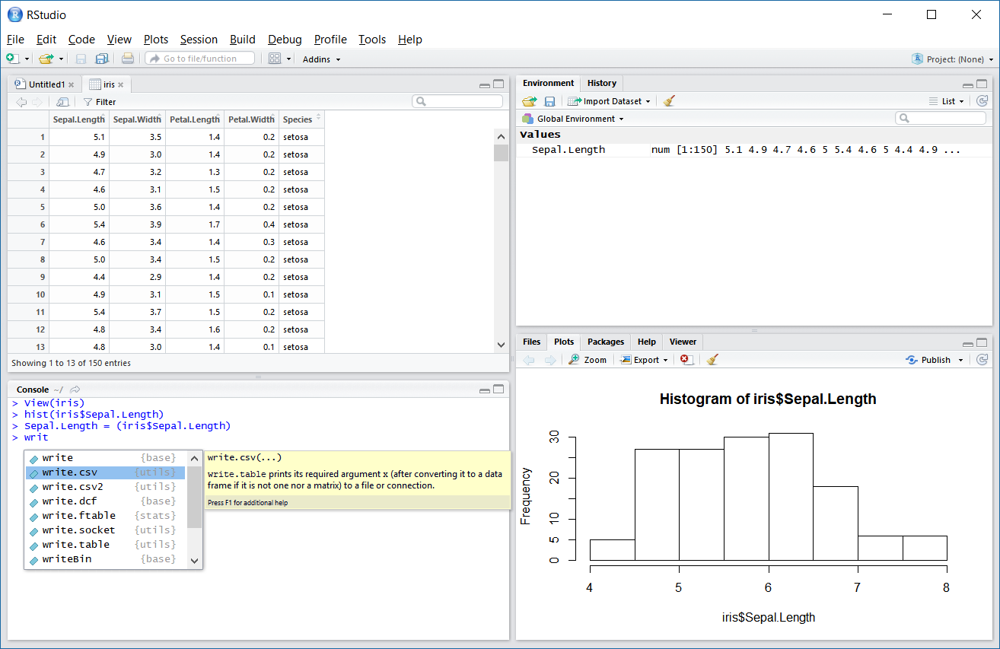 RStudio
File Edit Code View Plots Session Build Debug Profile Tools Help
Go to file/function Addins Project: (None)
Untitled1 iris
Filter
Sepal.Length Sepal.Width Petal.Length Petal.Width Species
1 5.1 3.5 1.4 0.2 setosa
2 4.9 3.0 1.4 0.2 setosa
3 4.7 3.2 1.3 0.2 setosa
4 4.6 3.1 1.5 0.2 setosa
5 5.0 3.6 1.4 0.2 setosa
6 5.4 3.9 1.7 0.4 setosa
7 4.6 3.4 1.4 0.3 setosa
8 5.0 3.4 1.5 0.2 setosa
9 4.4 2.9 1.4 0.2 setosa
10 4.9 3.1 1.5 0.1 setosa
11 5.4 3.7 1.5 0.2 setosa
12 4.8 3.4 1.6 0.2 setosa
13 4.8 3.0 1.4 0.1 setosa
Showing 1 to 13 of 150 entries
Console ~/
> View(iris)
> hist(iris$Sepal.Length)
> Sepal.Length = (iris$Sepal.Length)
> writ
write {base}
write.csv {utils}
write.csv2 {utils}
write.dcf {base}
write.ftable {stats}
write.socket {utils}
write.table {utils}
writeBin {base}
write.csv(...)
write.table prints its required argument x (after converting it to a data
frame if it is not one nor a matrix) to a file or connection.
Press F1 for additional help
Environment History
Import Dataset List
Global Environment
Values
Sepal.Length num [1:150] 5.1 4.9 4.7 4.6 5 5.4 4.6 5 4.4 4.9 ...
Files Plots Packages Help Viewer
Zoom Export Publish
Histogram of iris$Sepal.Length
Frequency
30
20
10
5
0
4 5 6 7 8
iris$Sepal.Length